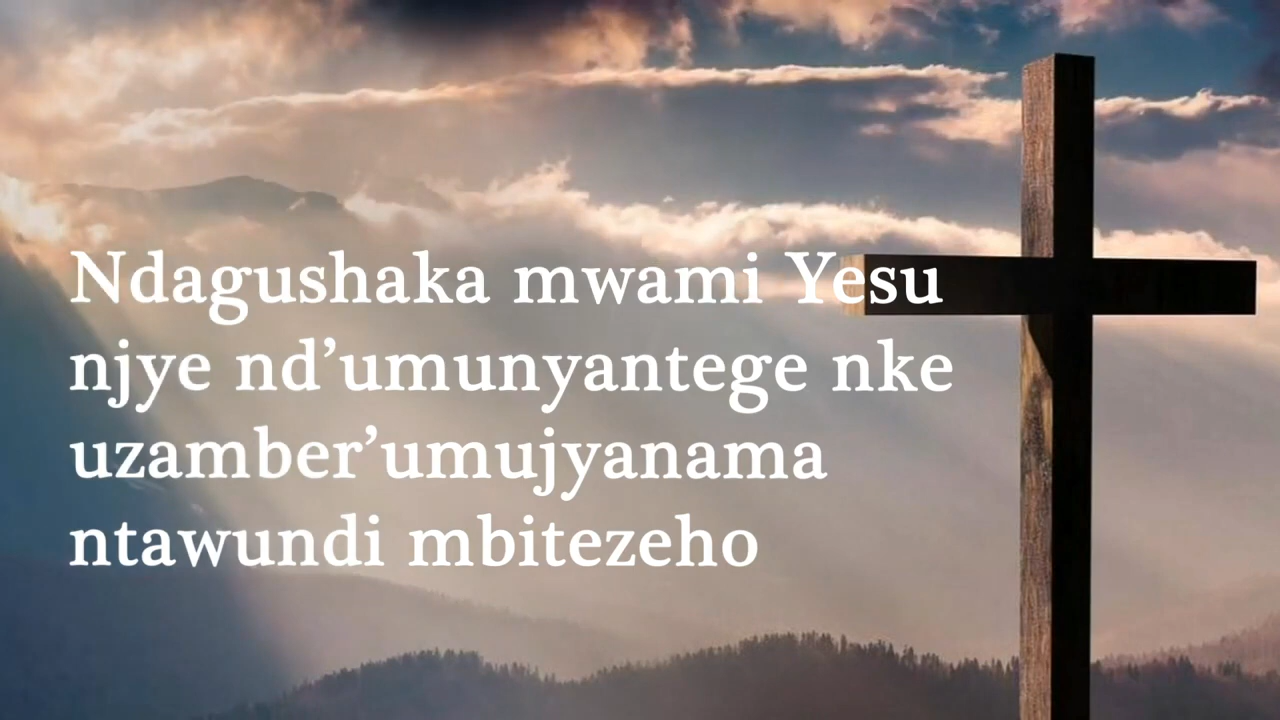 Ndagushaka mwami Yesu
njye nd’umunyantege nke
uzamber’umujyanama
ntawundi mbitezeho